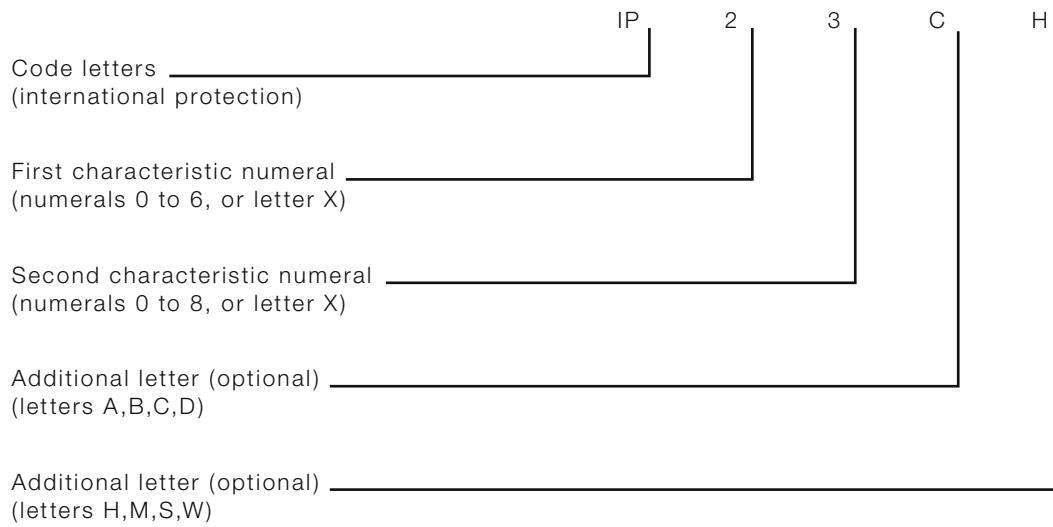 IP 2 3 C H
Code letters
(international protection)
First characteristic numeral
(numerals 0 to 6, or letter X)
Second characteristic numeral
(numerals 0 to 8, or letter X)
Additional letter (optional)
(letters A,B,C,D)
Additional letter (optional)
(letters H,M,S,W)